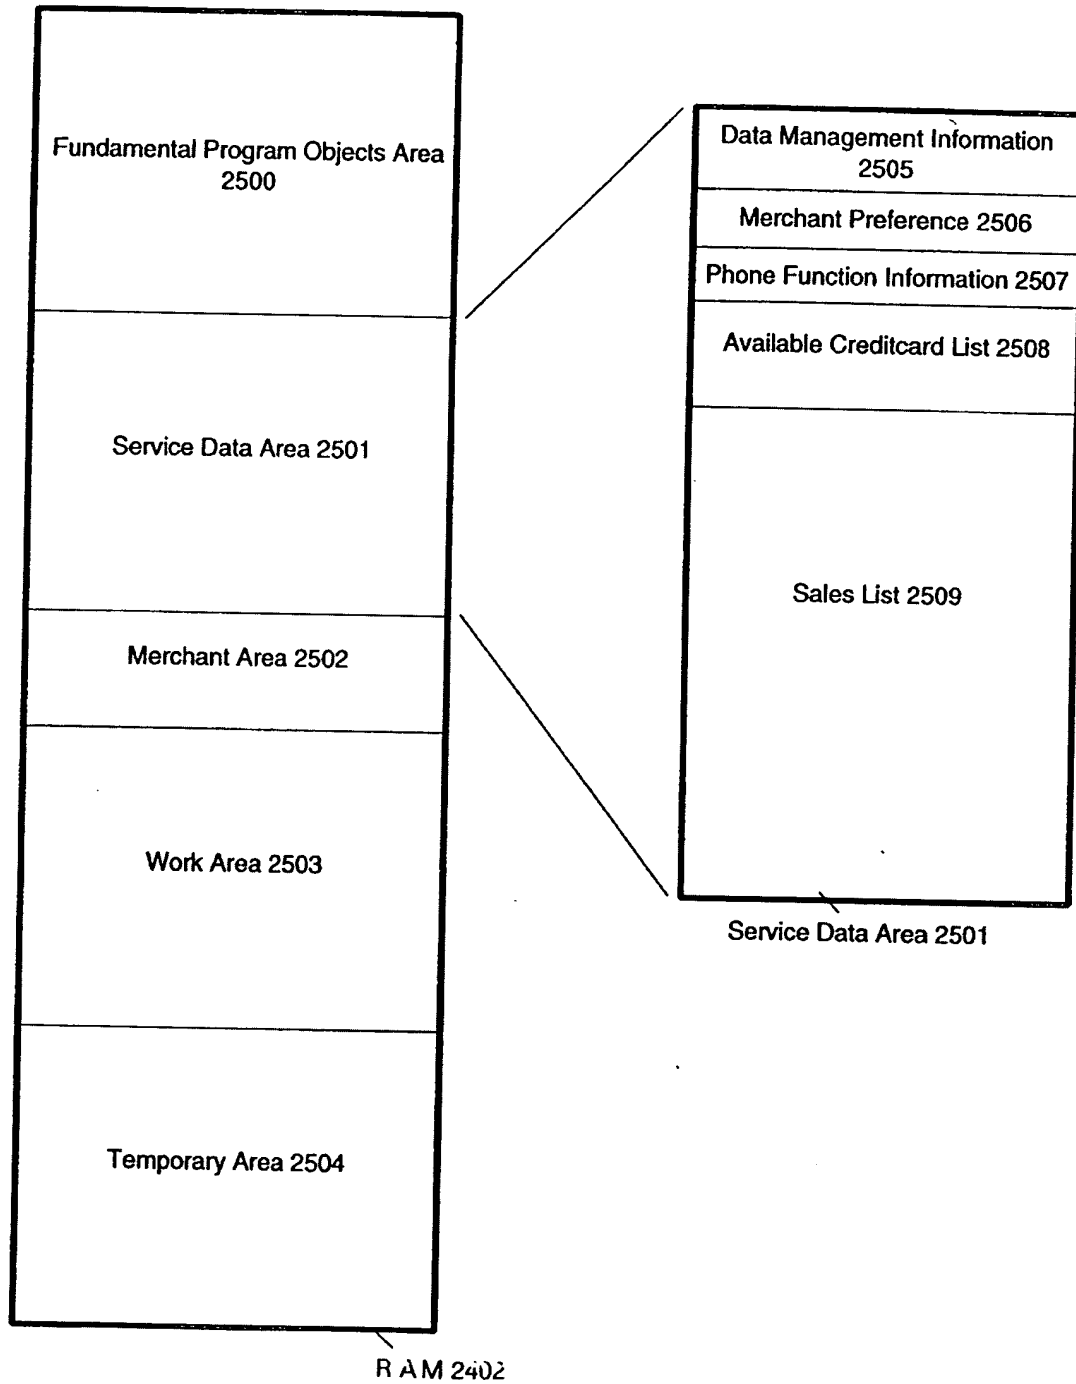 Fundamental Program Objects Area
2500
Service Data Area 2501
Merchant Area 2502
Work Area 2503
Temporary Area 2504
RAM 2402
Data Management Information
2505
Merchant Preference 2506
Phone Function Information 2507
Available Creditcard List 2508
Sales List 2509
Service Data Area 2501